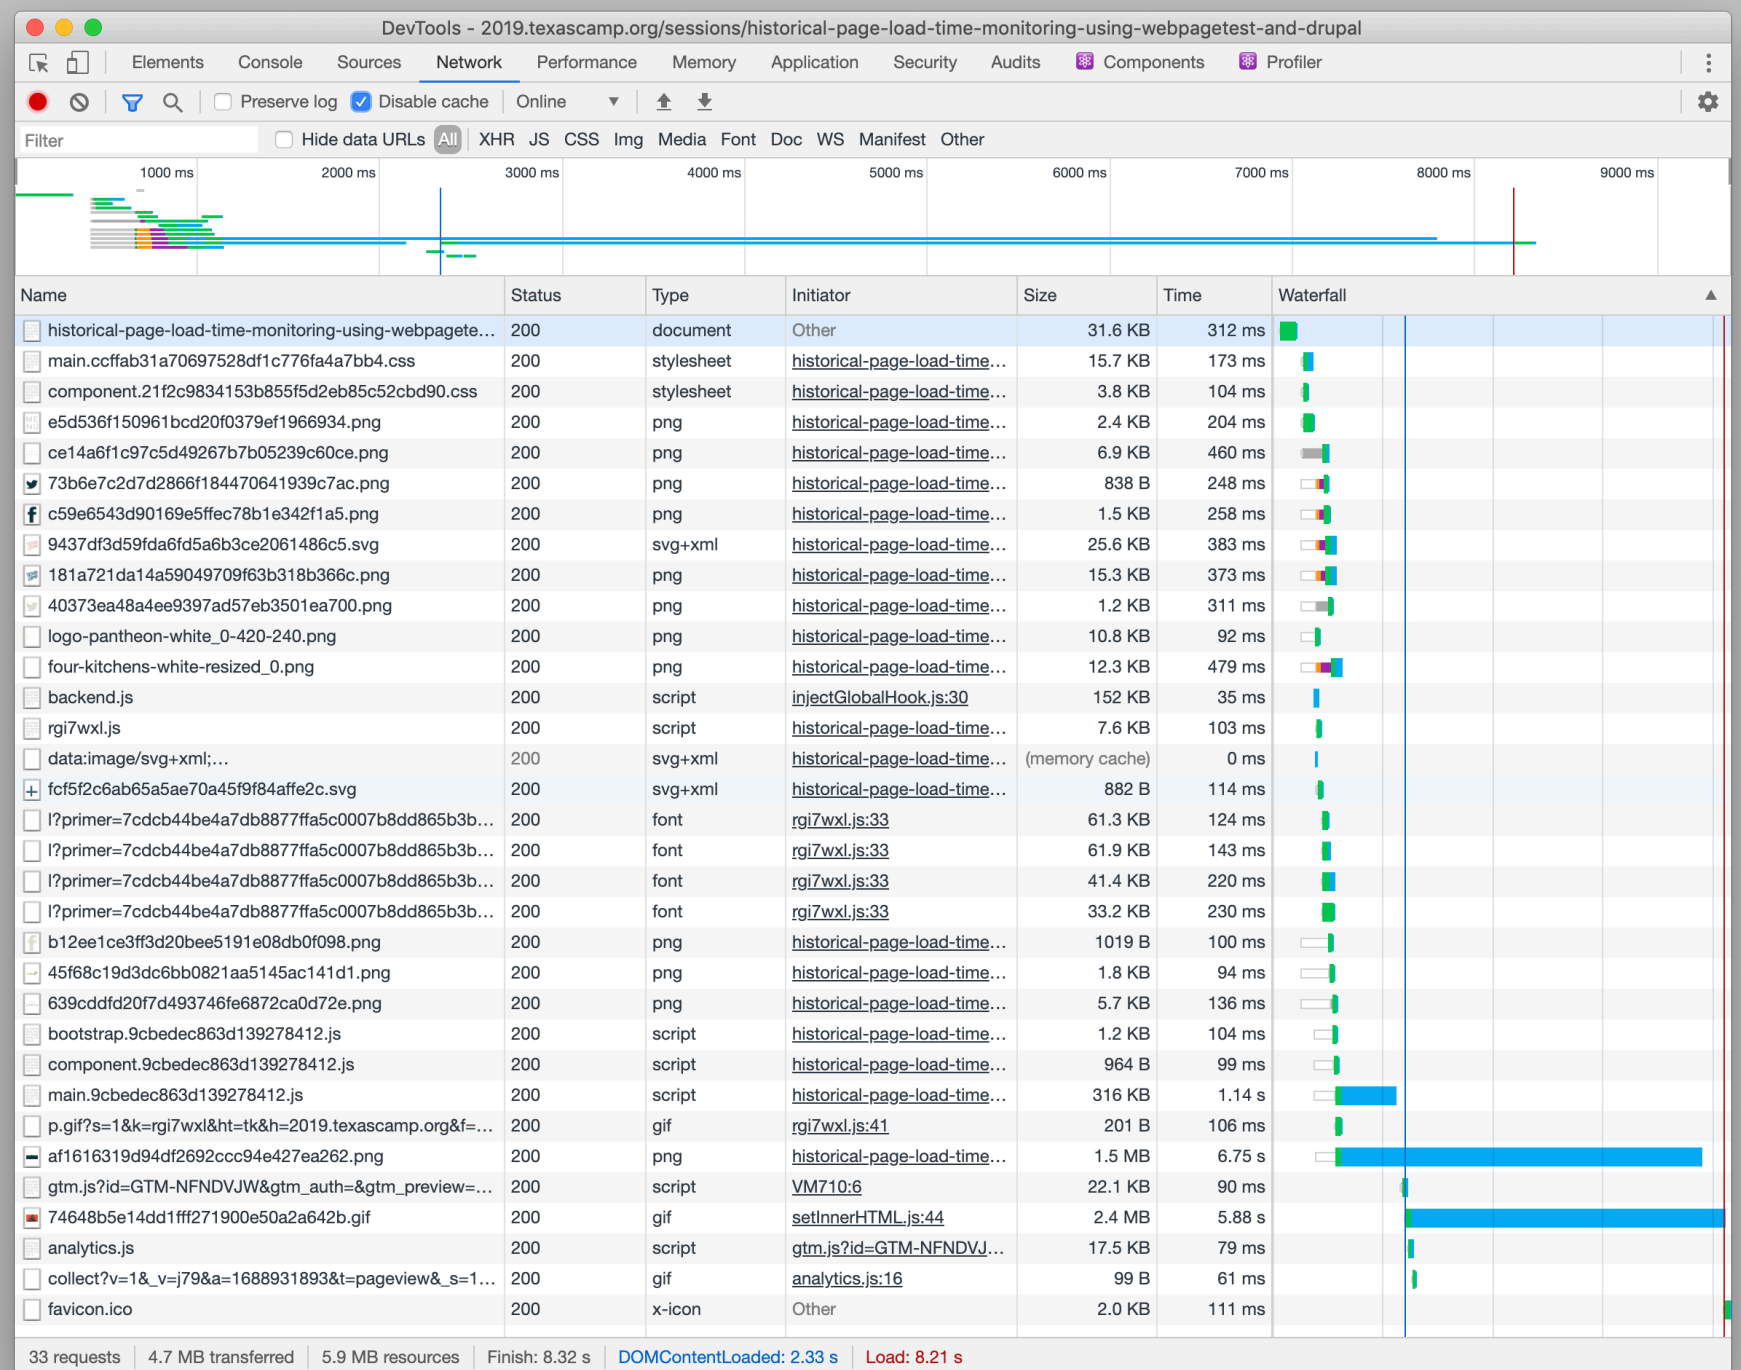 DevTools - 2019.texascamp.org/sessions/historical-page-load-time-monitoring-using-webpagetest-and-drupal
Elements Console Sources Network Performance Memory Application Security Audits Components Profiler
Preserve log Disable cache Online
Filter Hide data URLs All XHR JS CSS Img Media Font Doc WS Manifest Other
1000 ms 2000 ms 3000 ms 4000 ms 5000 ms 6000 ms 7000 ms 8000 ms 9000 ms
Name Status Type Initiator Size Time Waterfall
historical-page-load-time-monitoring-using-webpagete… 200 document Other 31.6 KB 312 ms
main.ccffab31a70697528df1c776fa4a7bb4.css 200 stylesheet historical-page-load-time… 15.7 KB 173 ms
component.21f2c9834153b855f5d2eb85c52cbd90.css 200 stylesheet historical-page-load-time… 3.8 KB 104 ms
e5d536f150961bcd20f0379ef1966934.png 200 png historical-page-load-time… 2.4 KB 204 ms
ce14a6f1c97c5d49267b7b05239c60ce.png 200 png historical-page-load-time… 6.9 KB 460 ms
73b6e7c2d7d2866f184470641939c7ac.png 200 png historical-page-load-time… 838 B 248 ms
c59e6543d90169e5ffec78b1e342f1a5.png 200 png historical-page-load-time… 1.5 KB 258 ms
9437df3d59fda6fd5a6b3ce2061486c5.svg 200 svg+xml historical-page-load-time… 25.6 KB 383 ms
181a721da14a59049709f63b318b366c.png 200 png historical-page-load-time… 15.3 KB 373 ms
40373ea48a4ee9397ad57eb3501ea700.png 200 png historical-page-load-time… 1.2 KB 311 ms
logo-pantheon-white_0-420-240.png 200 png historical-page-load-time… 10.8 KB 92 ms
four-kitchens-white-resized_0.png 200 png historical-page-load-time… 12.3 KB 479 ms
backend.js 200 script injectGlobalHook.js:30 152 KB 35 ms
rgi7wxl.js 200 script historical-page-load-time… 7.6 KB 103 ms
data:image/svg+xml;… 200 svg+xml historical-page-load-time… (memory cache) 0 ms
fcf5f2c6ab65a5ae70a45f9f84affe2c.svg 200 svg+xml historical-page-load-time… 882 B 114 ms
l?primer=7cdcb44be4a7db8877ffa5c0007b8dd865b3b… 200 font rgi7wxl.js:33 61.3 KB 124 ms
l?primer=7cdcb44be4a7db8877ffa5c0007b8dd865b3b… 200 font rgi7wxl.js:33 61.9 KB 143 ms
l?primer=7cdcb44be4a7db8877ffa5c0007b8dd865b3b… 200 font rgi7wxl.js:33 41.4 KB 220 ms
l?primer=7cdcb44be4a7db8877ffa5c0007b8dd865b3b… 200 font rgi7wxl.js:33 33.2 KB 230 ms
b12ee1ce3ff3d20bee5191e08db0f098.png 200 png historical-page-load-time… 1019 B 100 ms
45f68c19d3dc6bb0821aa5145ac141d1.png 200 png historical-page-load-time… 1.8 KB 94 ms
639cddfd20f7d493746fe6872ca0d72e.png 200 png historical-page-load-time… 5.7 KB 136 ms
bootstrap.9cbedec863d139278412.js 200 script historical-page-load-time… 1.2 KB 104 ms
component.9cbedec863d139278412.js 200 script historical-page-load-time… 964 B 99 ms
main.9cbedec863d139278412.js 200 script historical-page-load-time… 316 KB 1.14 s
p.gif?s=1&k=rgi7wxl&ht=tk&h=2019.texascamp.org&f=… 200 gif rgi7wxl.js:41 201 B 106 ms
af1616319d94df2692ccc94e427ea262.png 200 png historical-page-load-time… 1.5 MB 6.75 s
gtm.js?id=GTM-NFNDVJW&gtm_auth=&gtm_preview=… 200 script VM710:6 22.1 KB 90 ms
74648b5e14dd1fff271900e50a2a642b.gif 200 gif setInnerHTML.js:44 2.4 MB 5.88 s
analytics.js 200 script gtm.js?id=GTM-NFNDVJ… 17.5 KB 79 ms
collect?v=1&_v=j79&a=1688931893&t=pageview&_s=1… 200 gif analytics.js:16 99 B 61 ms
favicon.ico 200 x-icon Other 2.0 KB 111 ms
33 requests 4.7 MB transferred 5.9 MB resources Finish: 8.32 s DOMContentLoaded: 2.33 s Load: 8.21 s